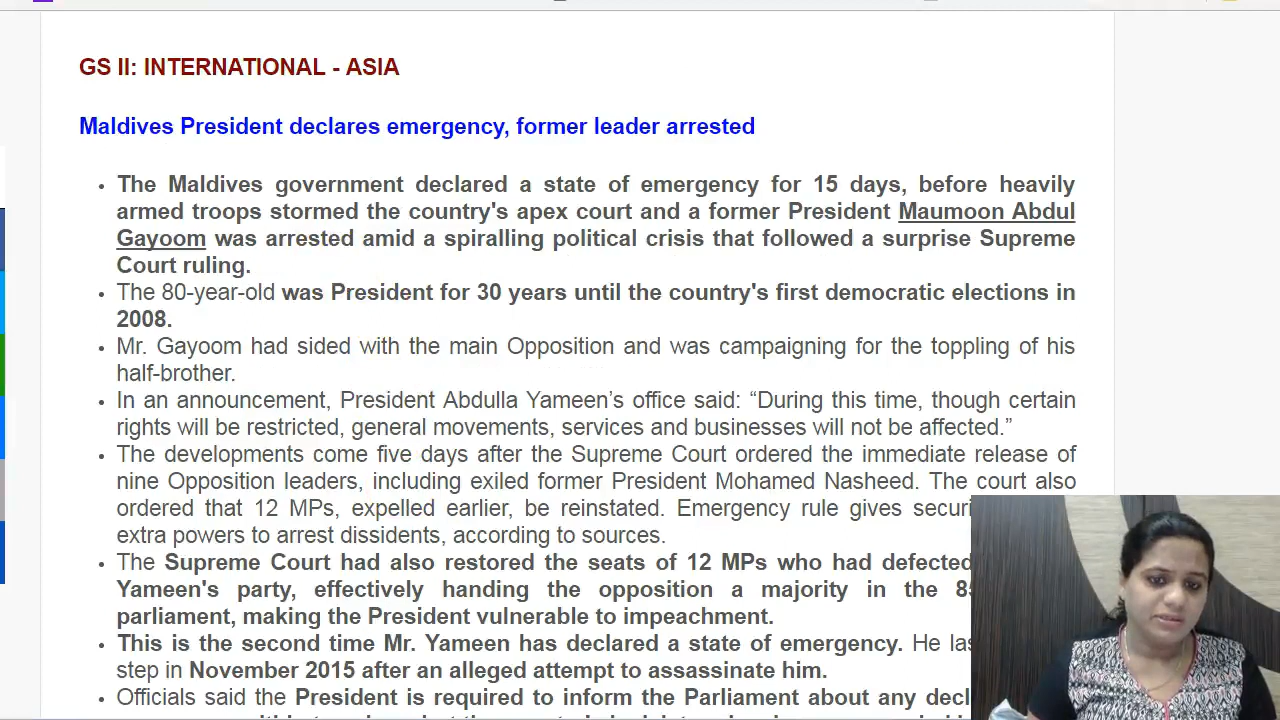 GS II: INTERNATIONAL - ASIA
Maldives President declares emergency, former leader arrested
• The Maldives government declared a state of emergency for 15 days, before heavily
armed troops stormed the country's apex court and a former President Maumoon Abdul
Gayoom was arrested amid a spiralling political crisis that followed a surprise Supreme
Court ruling.
• The 80-year-old was President for 30 years until the country's first democratic elections in
2008.
• Mr. Gayoom had sided with the main Opposition and was campaigning for the toppling of his
half-brother.
• In an announcement, President Abdulla Yameen’s office said: “During this time, though certain
rights will be restricted, general movements, services and businesses will not be affected.”
• The developments come five days after the Supreme Court ordered the immediate release of
nine Opposition leaders, including exiled former President Mohamed Nasheed. The court also
ordered that 12 MPs, expelled earlier, be reinstated. Emergency rule gives
extra powers to arrest dissidents, according to sources.
• The Supreme Court had also restored the seats of 12 MPs who had defected
Yameen's party, effectively handing the opposition a majority in the
parliament, making the President vulnerable to impeachment.
• This is the second time Mr. Yameen has declared a state of emergency. He
step in November 2015 after an alleged attempt to assassinate him.
• Officials said the President is required to inform the Parliament about any